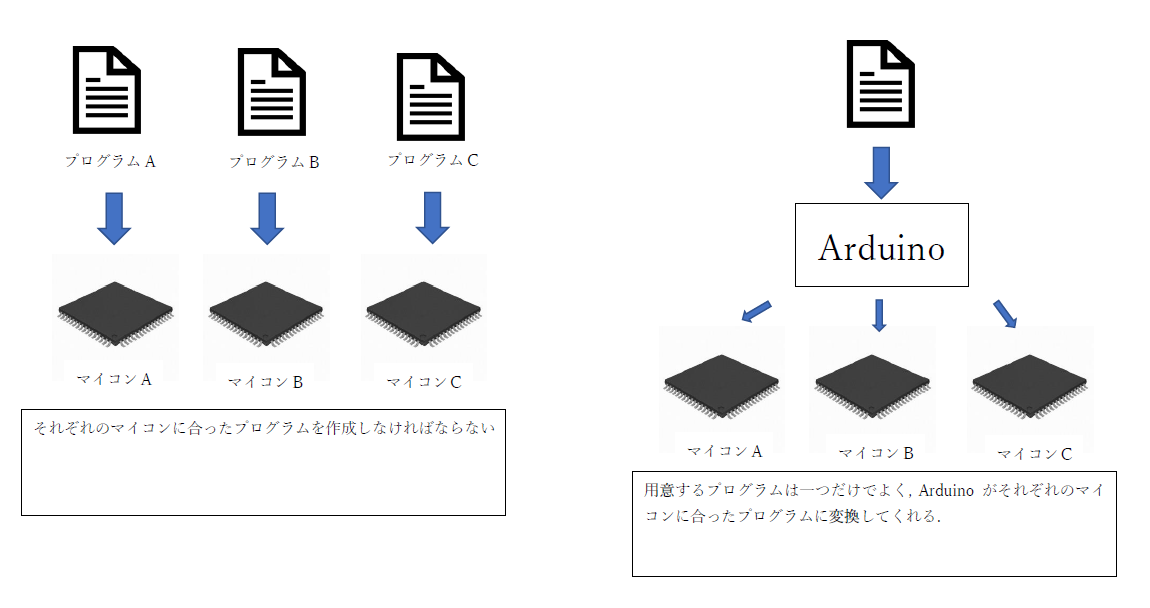 プログラム A
プログラム B
プログラム C
マイコン A
マイコン B
マイコン C
それぞれのマイコンに合ったプログラムを作成しなければならない
Arduino
マイコン A
マイコン B
マイコン C
用意するプログラムは一つだけでよく, Arduino がそれぞれのマイ
コンに合ったプログラムに変換してくれる.